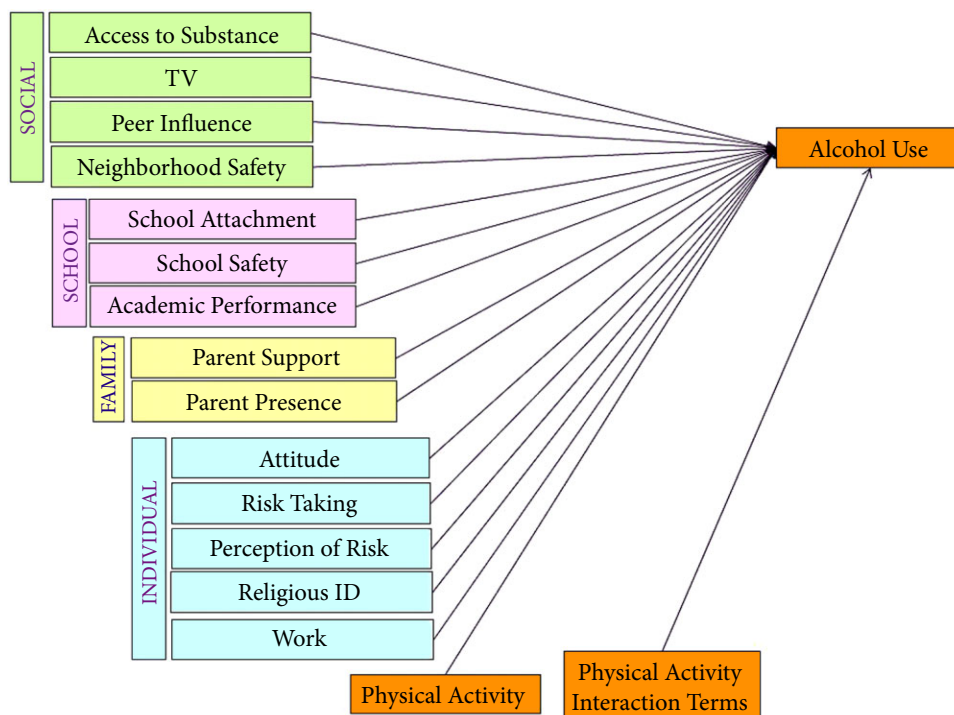 SOCIAL
Access to Substance
TV
Peer Influence
Neighborhood Safety
SCHOOL
School Attachment
School Safety
Academic Performance
FAMILY
Parent Support
Parent Presence
INDIVIDUAL
Attitude
Risk Taking
Perception of Risk
Religious ID
Work
Physical Activity
Physical Activity
Interaction Terms
Alcohol Use